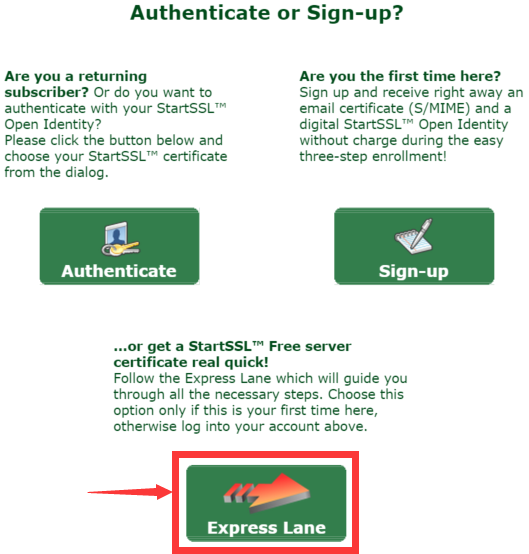 Authenticate or Sign-up?
Are you a returning
subscriber? Or do you want to
authenticate with your StartSSL™
Open Identity?
Please click the button below and
choose your StartSSL™ certificate
from the dialog.
Authenticate
Are you the first time here?
Sign up and receive right away an
email certificate (S/MIME) and a
digital StartSSL™ Open Identity
without charge during the easy
three-step enrollment!
Sign-up
...or get a StartSSL™ Free server
certificate real quick!
Follow the Express Lane which will guide you
through all the necessary steps. Choose this
option only if this is your first time here,
otherwise log into your account above.
Express Lane